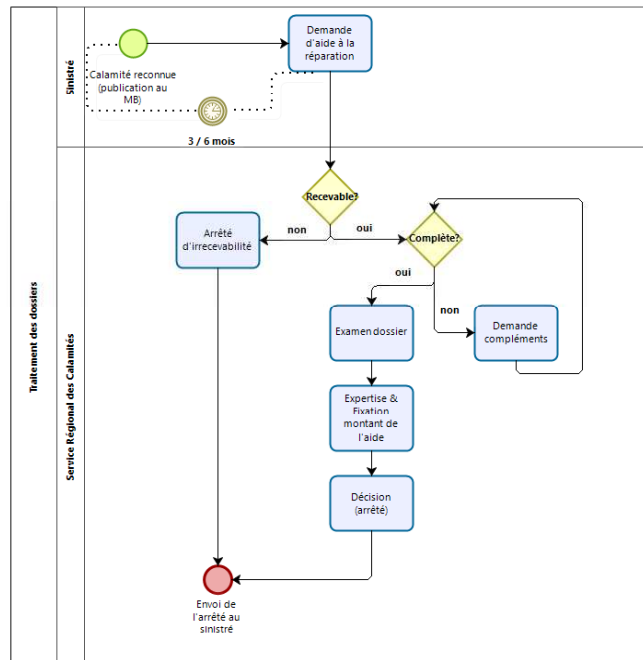 Traitement des dossiers
Sinistré
Demande
d'aide à la
réparation
Calamité reconnue
(publication au
MB)
3 / 6 mois
Service Régional des Calamités
Recevable?
non
oui
Arrêté
d'irrecevabilité
Complète?
oui
non
Examen dossier
Demande
compléments
Expertise &
Fixation
montant de
l'aide
Décision
(arrêté)
Envoi de
l'arrêté au
sinistré